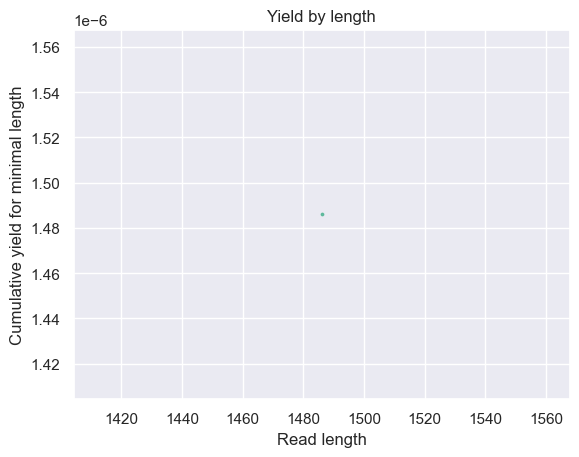 Yield by length
1e−6
1.56
1.54
1.52
1.50
1.48
1.46
1.44
1.42
Cumulative yield for minimal length
1420 1440 1460 1480 1500 1520 1540 1560
Read length